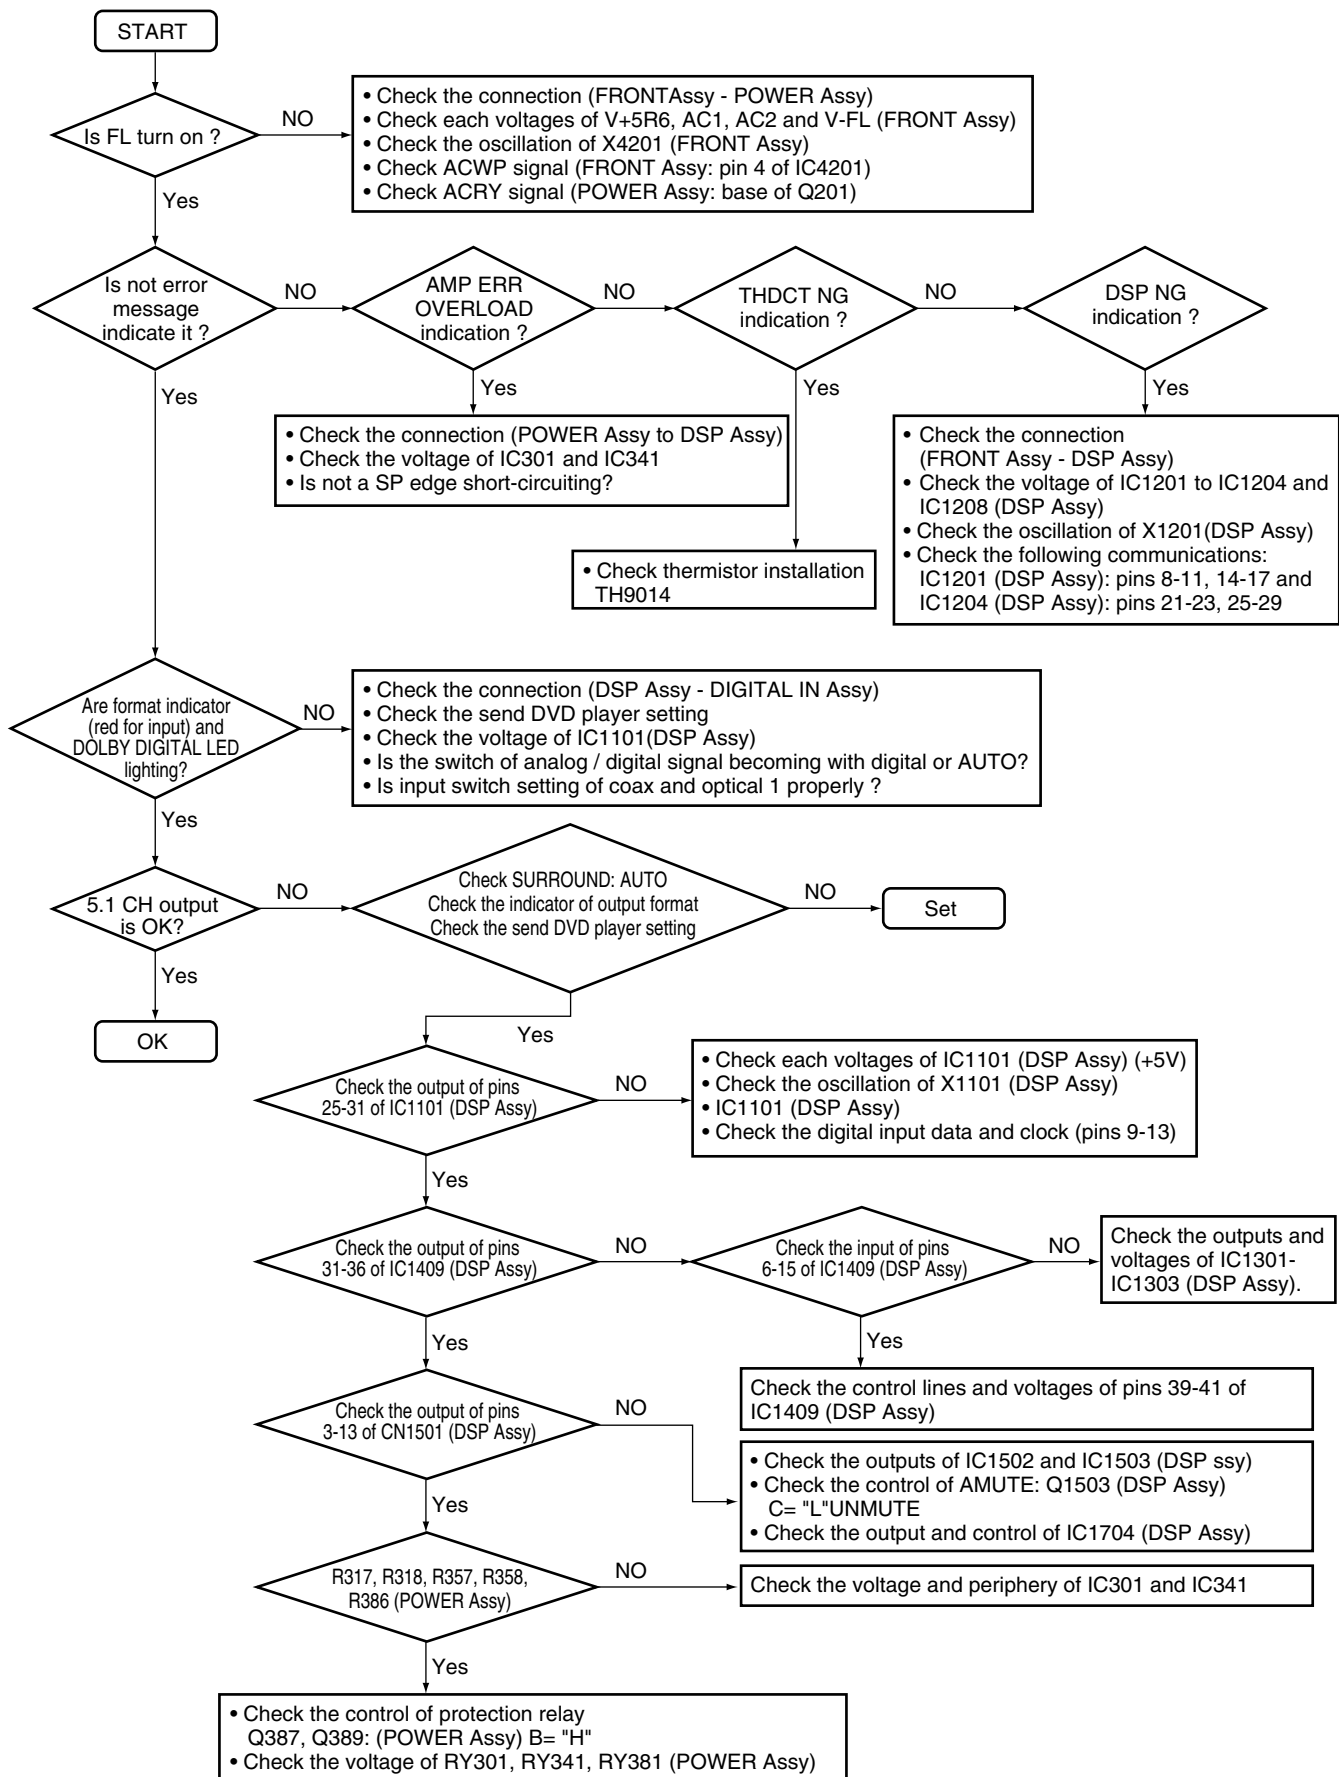 START
Is FL turn on ?
NO
• Check the connection (FRONTAssy - POWER Assy)
• Check each voltages of V+5R6, AC1, AC2 and V-FL (FRONT Assy)
• Check the oscillation of X4201 (FRONT Assy)
• Check ACWP signal (FRONT Assy: pin 4 of IC4201)
• Check ACRY signal (POWER Assy: base of Q201)
Yes
Is not error
message
indicate it ?
NO
AMP ERR
OVERLOAD
indication ?
NO
THDCT NG
indication ?
NO
DSP NG
indication ?
Yes
Yes
Yes
Yes
• Check the connection (POWER Assy to DSP Assy)
• Check the voltage of IC301 and IC341
• Is not a SP edge short-circuiting?
• Check thermistor installation
TH9014
• Check the connection
(FRONT Assy - DSP Assy)
• Check the voltage of IC1201 to IC1204 and
IC1208 (DSP Assy)
• Check the oscillation of X1201(DSP Assy)
• Check the following communications:
IC1201 (DSP Assy): pins 8-11, 14-17 and
IC1204 (DSP Assy): pins 21-23, 25-29
Are format indicator
(red for input) and
DOLBY DIGITAL LED
lighting?
NO
• Check the connection (DSP Assy - DIGITAL IN Assy)
• Check the send DVD player setting
• Check the voltage of IC1101(DSP Assy)
• Is the switch of analog / digital signal becoming with digital or AUTO?
• Is input switch setting of coax and optical 1 properly ?
Yes
5.1 CH output
is OK?
NO
Check SURROUND: AUTO
Check the indicator of output format
Check the send DVD player setting
NO
Set
Yes
OK
Yes
Check the output of pins
25-31 of IC1101 (DSP Assy)
NO
• Check each voltages of IC1101 (DSP Assy) (+5V)
• Check the oscillation of X1101 (DSP Assy)
• IC1101 (DSP Assy)
• Check the digital input data and clock (pins 9-13)
Yes
Check the output of pins
31-36 of IC1409 (DSP Assy)
NO
Check the input of pins
6-15 of IC1409 (DSP Assy)
NO
Check the outputs and
voltages of IC1301-
IC1303 (DSP Assy).
Yes
Yes
Check the control lines and voltages of pins 39-41 of
IC1409 (DSP Assy)
Check the output of pins
3-13 of CN1501 (DSP Assy)
NO
• Check the outputs of IC1502 and IC1503 (DSP ssy)
• Check the control of AMUTE: Q1503 (DSP Assy)
C= "L"UNMUTE
• Check the output and control of IC1704 (DSP Assy)
Yes
R317, R318, R357, R358,
R386 (POWER Assy)
NO
Check the voltage and periphery of IC301 and IC341
Yes
• Check the control of protection relay
Q387, Q389: (POWER Assy) B= "H"
• Check the voltage of RY301, RY341, RY381 (POWER Assy)